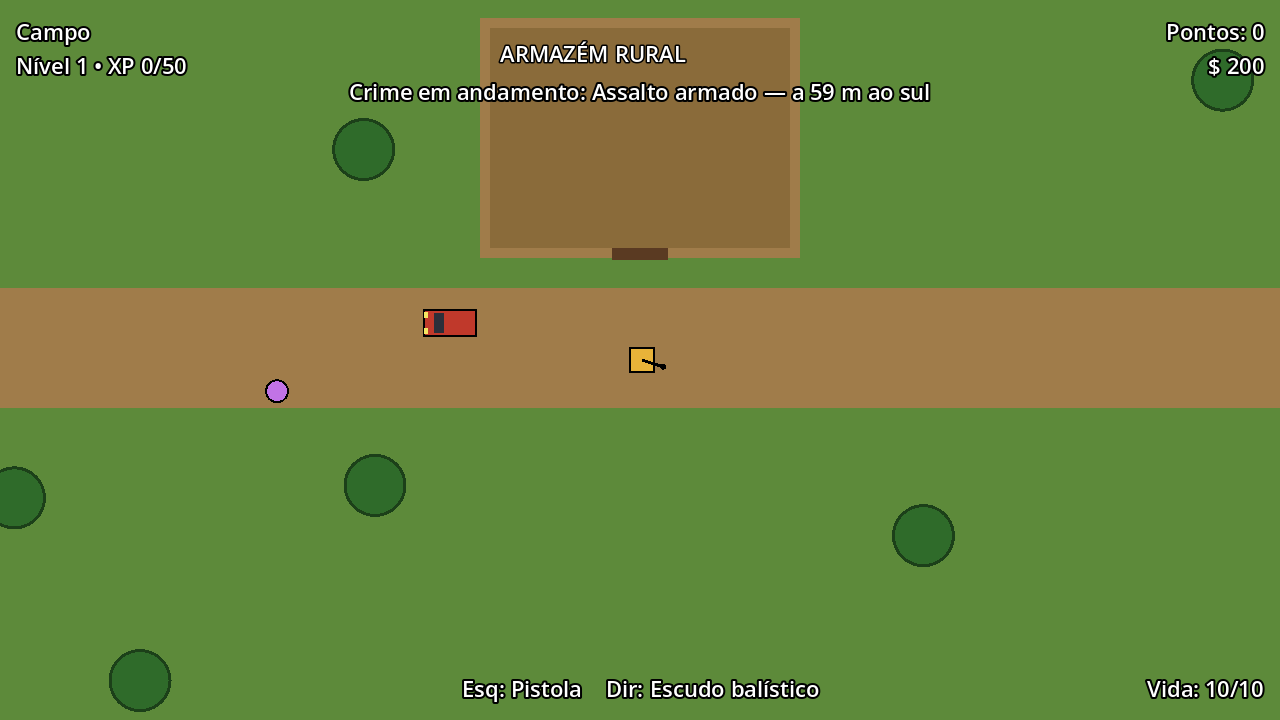 Campo
Nível 1 • XP 0/50
Pontos: 0
$ 200
ARMAZÉM RURAL
Crime em andamento: Assalto armado — a 59 m ao sul
Esq: Pistola Dir: Escudo balístico
Vida: 10/10